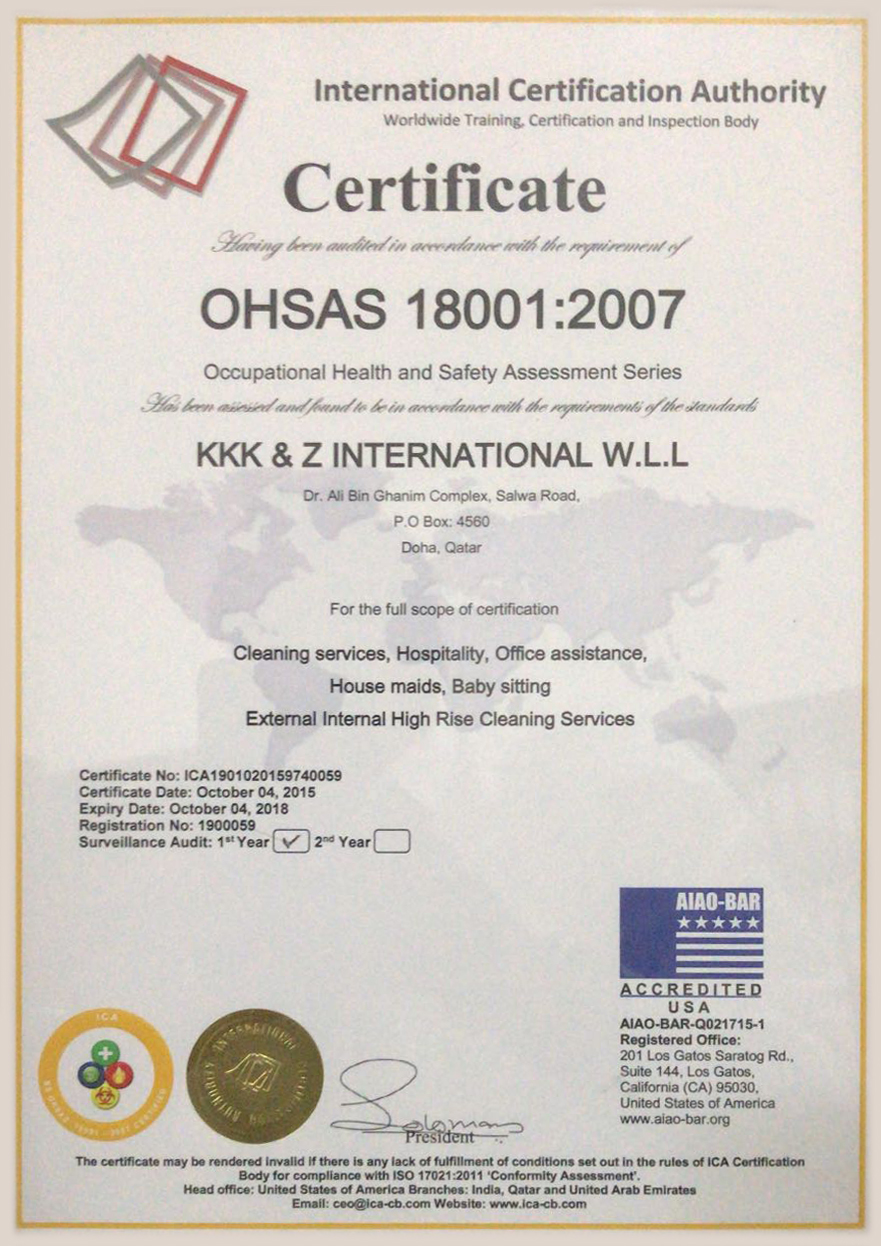 International Certification Authority
Worldwide Training, Certification and Inspection Body
Certificate
Having been audited in accordance with the requirement of
OHSAS 18001:2007
Occupational Health and Safety Assessment Series
Has been assessed and found to be in accordance with the requirements of the standards
KKK & Z INTERNATIONAL W.L.L
Dr. Ali Bin Ghanim Complex, Salwa Road,
P.O Box: 4560
Doha, Qatar
For the full scope of certification
Cleaning services, Hospitality, Office assistance,
House maids, Baby sitting
External Internal High Rise Cleaning Services
Certificate No: ICA1901020159740059
Certificate Date: October 04, 2015
Expiry Date: October 04, 2018
Registration No: 1900059
Surveillance Audit: 1st Year ✓ 2nd Year
AIAO-BAR
ACCREDITED
USA
AIAO-BAR-Q021715-1
Registered Office:
201 Los Gatos Saratog Rd.,
Suite 144, Los Gatos,
California (CA) 95030,
United States of America
www.aiao-bar.org
ICA
INTERNATIONAL
AUTHORITY
Solomon
President
The certificate may be rendered invalid if there is any lack of fulfillment of conditions set out in the rules of ICA Certification
Body for compliance with ISO 17021:2011 ‘Conformity Assessment’.
Head office: United States of America Branches: India, Qatar and United Arab Emirates
Email: ceo@ica-cb.com Website: www.ica-cb.com